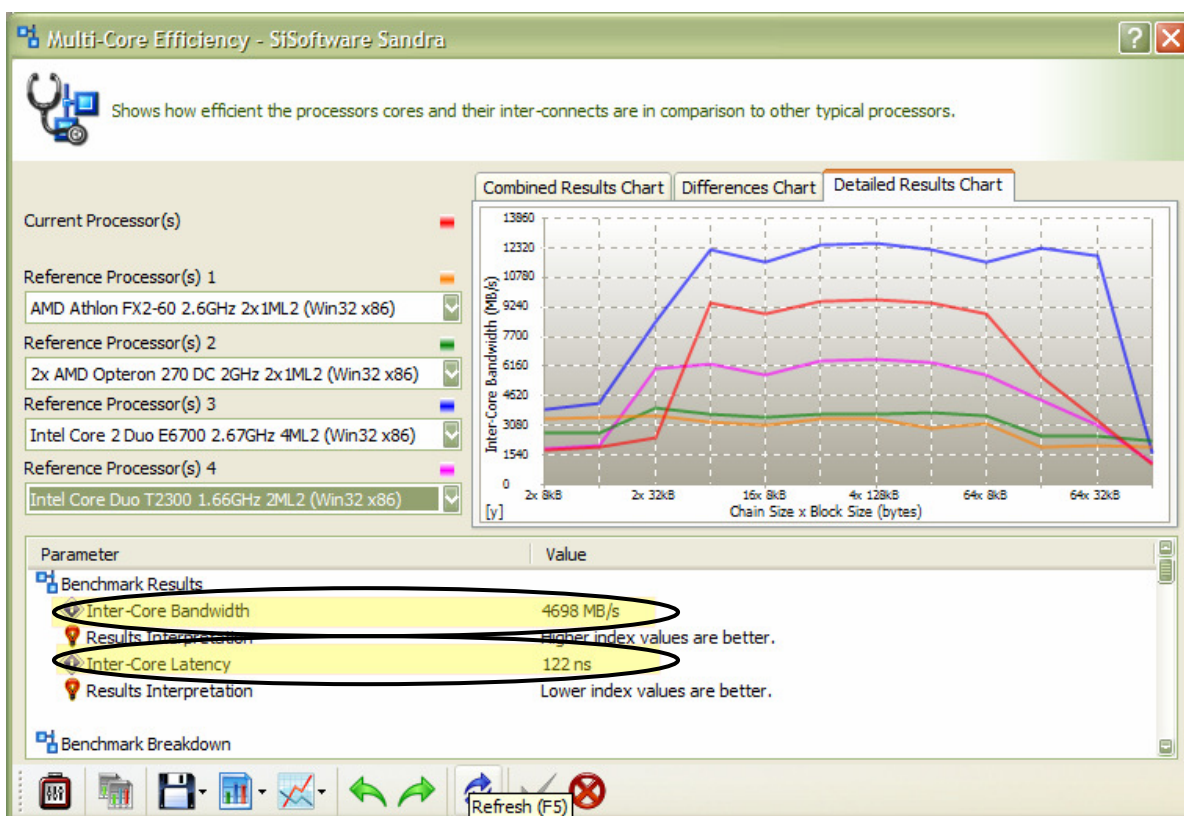 Multi-Core Efficiency - SiSoftware Sandra
Shows how efficient the processors cores and their inter-connects are in comparison to other typical processors.
Combined Results Chart Differences Chart Detailed Results Chart
Current Processor(s)
Reference Processor(s) 1
AMD Athlon FX2-60 2.6GHz 2x1ML2 (Win32 x86)
Reference Processor(s) 2
2x AMD Opteron 270 DC 2GHz 2x1ML2 (Win32 x86)
Reference Processor(s) 3
Intel Core 2 Duo E6700 2.67GHz 4ML2 (Win32 x86)
Reference Processor(s) 4
Intel Core Duo T2300 1.66GHz 2ML2 (Win32 x86)
Inter-Core Bandwidth (MB/s)
13860
12320
10780
9240
7700
6160
4620
3080
1540
0
[y]
2x 8kB 2x 32kB 16x 8kB 4x 128kB 64x 8kB 64x 32kB
Chain Size x Block Size (bytes)
Parameter Value
Benchmark Results
Inter-Core Bandwidth 4698 MB/s
Results Interpretation Higher index values are better.
Inter-Core Latency 122 ns
Results Interpretation Lower index values are better.
Benchmark Breakdown
Refresh (F5)